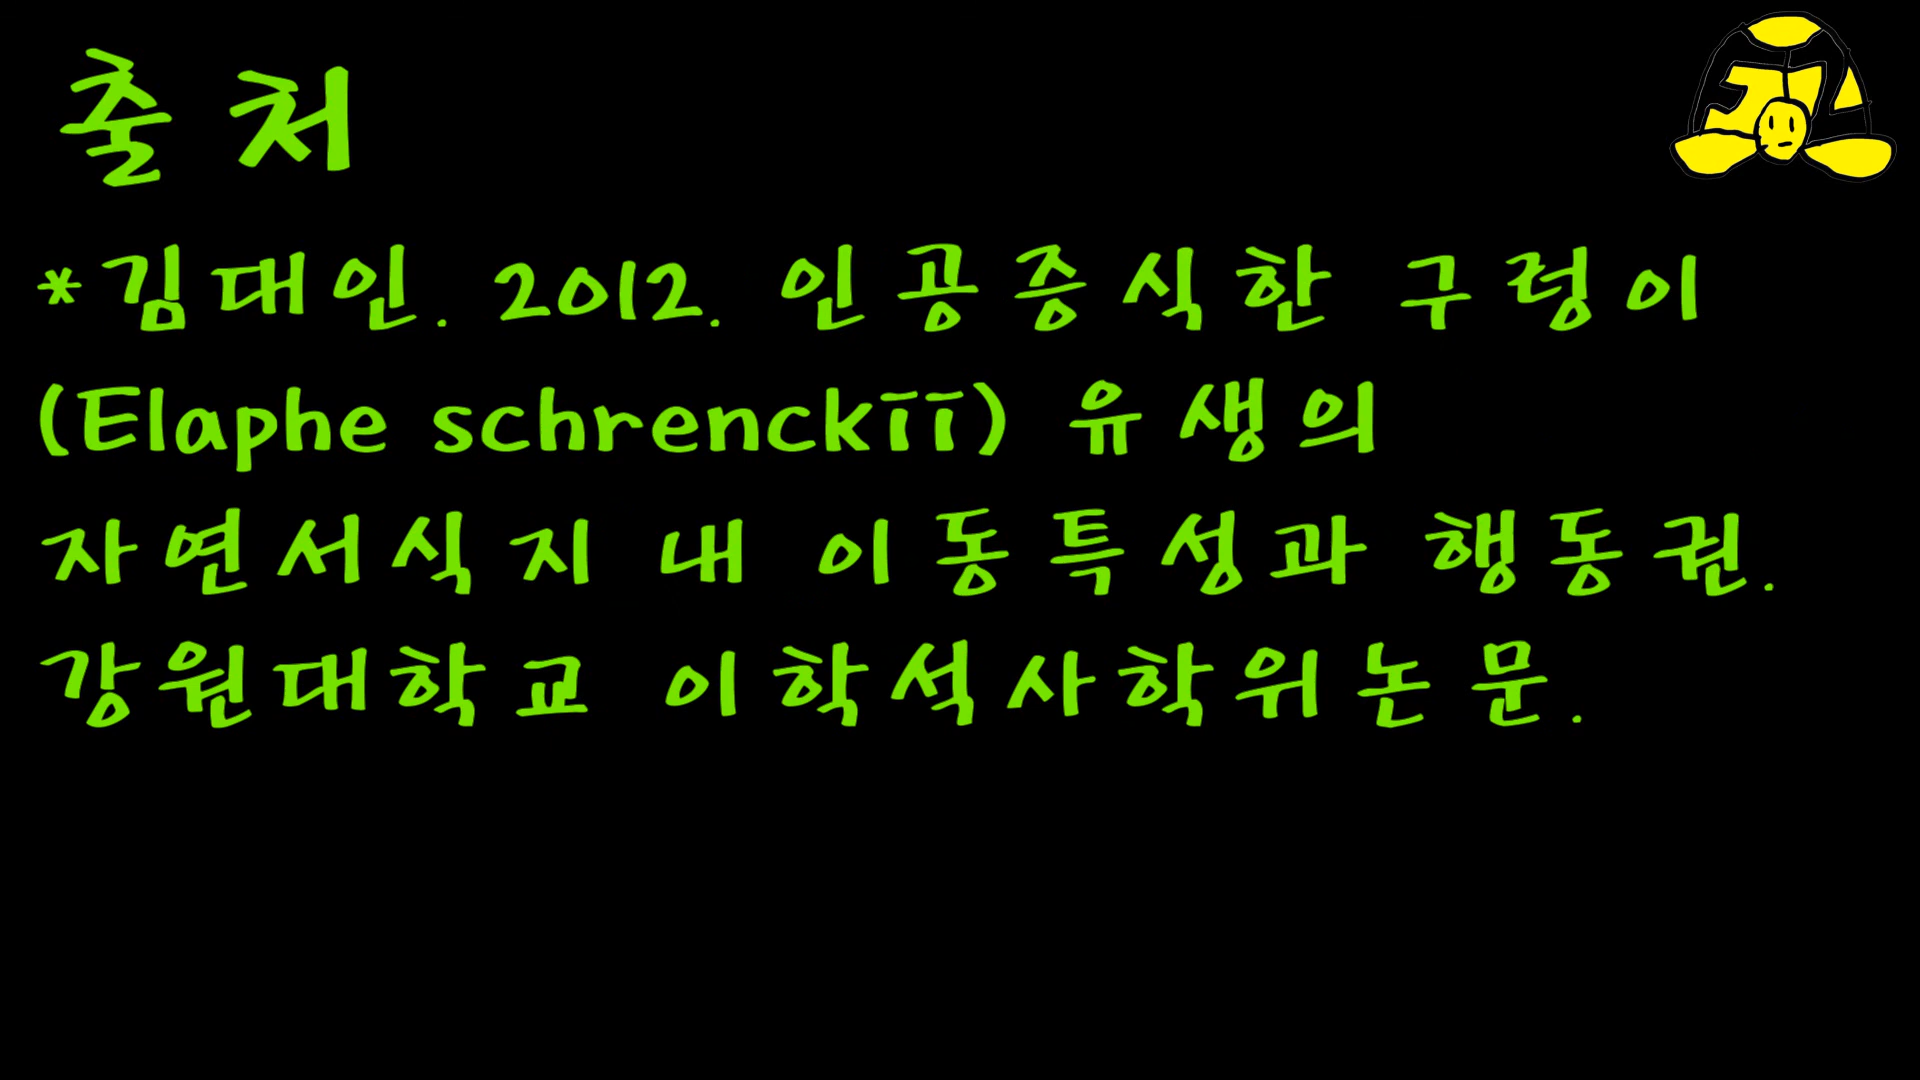 출처
*김대인. 2012. 인공증식한 구렁이
(Elaphe schrenckii) 유생의
자연서식지 내 이동특성과 행동권.
강원대학교 이학석사학위논문.